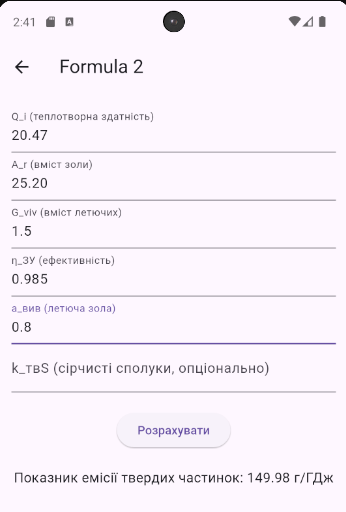 2:41
Formula 2
Q_i (теплотворна здатність)
20.47
A_r (вміст золи)
25.20
G_viv (вміст летючих)
1.5
η_ЗУ (ефективність)
0.985
a_вив (летюча зола)
0.8
k_твS (сірчисті сполуки, опціонально)
Розрахувати
Показник емісії твердих частинок: 149.98 г/ГДж